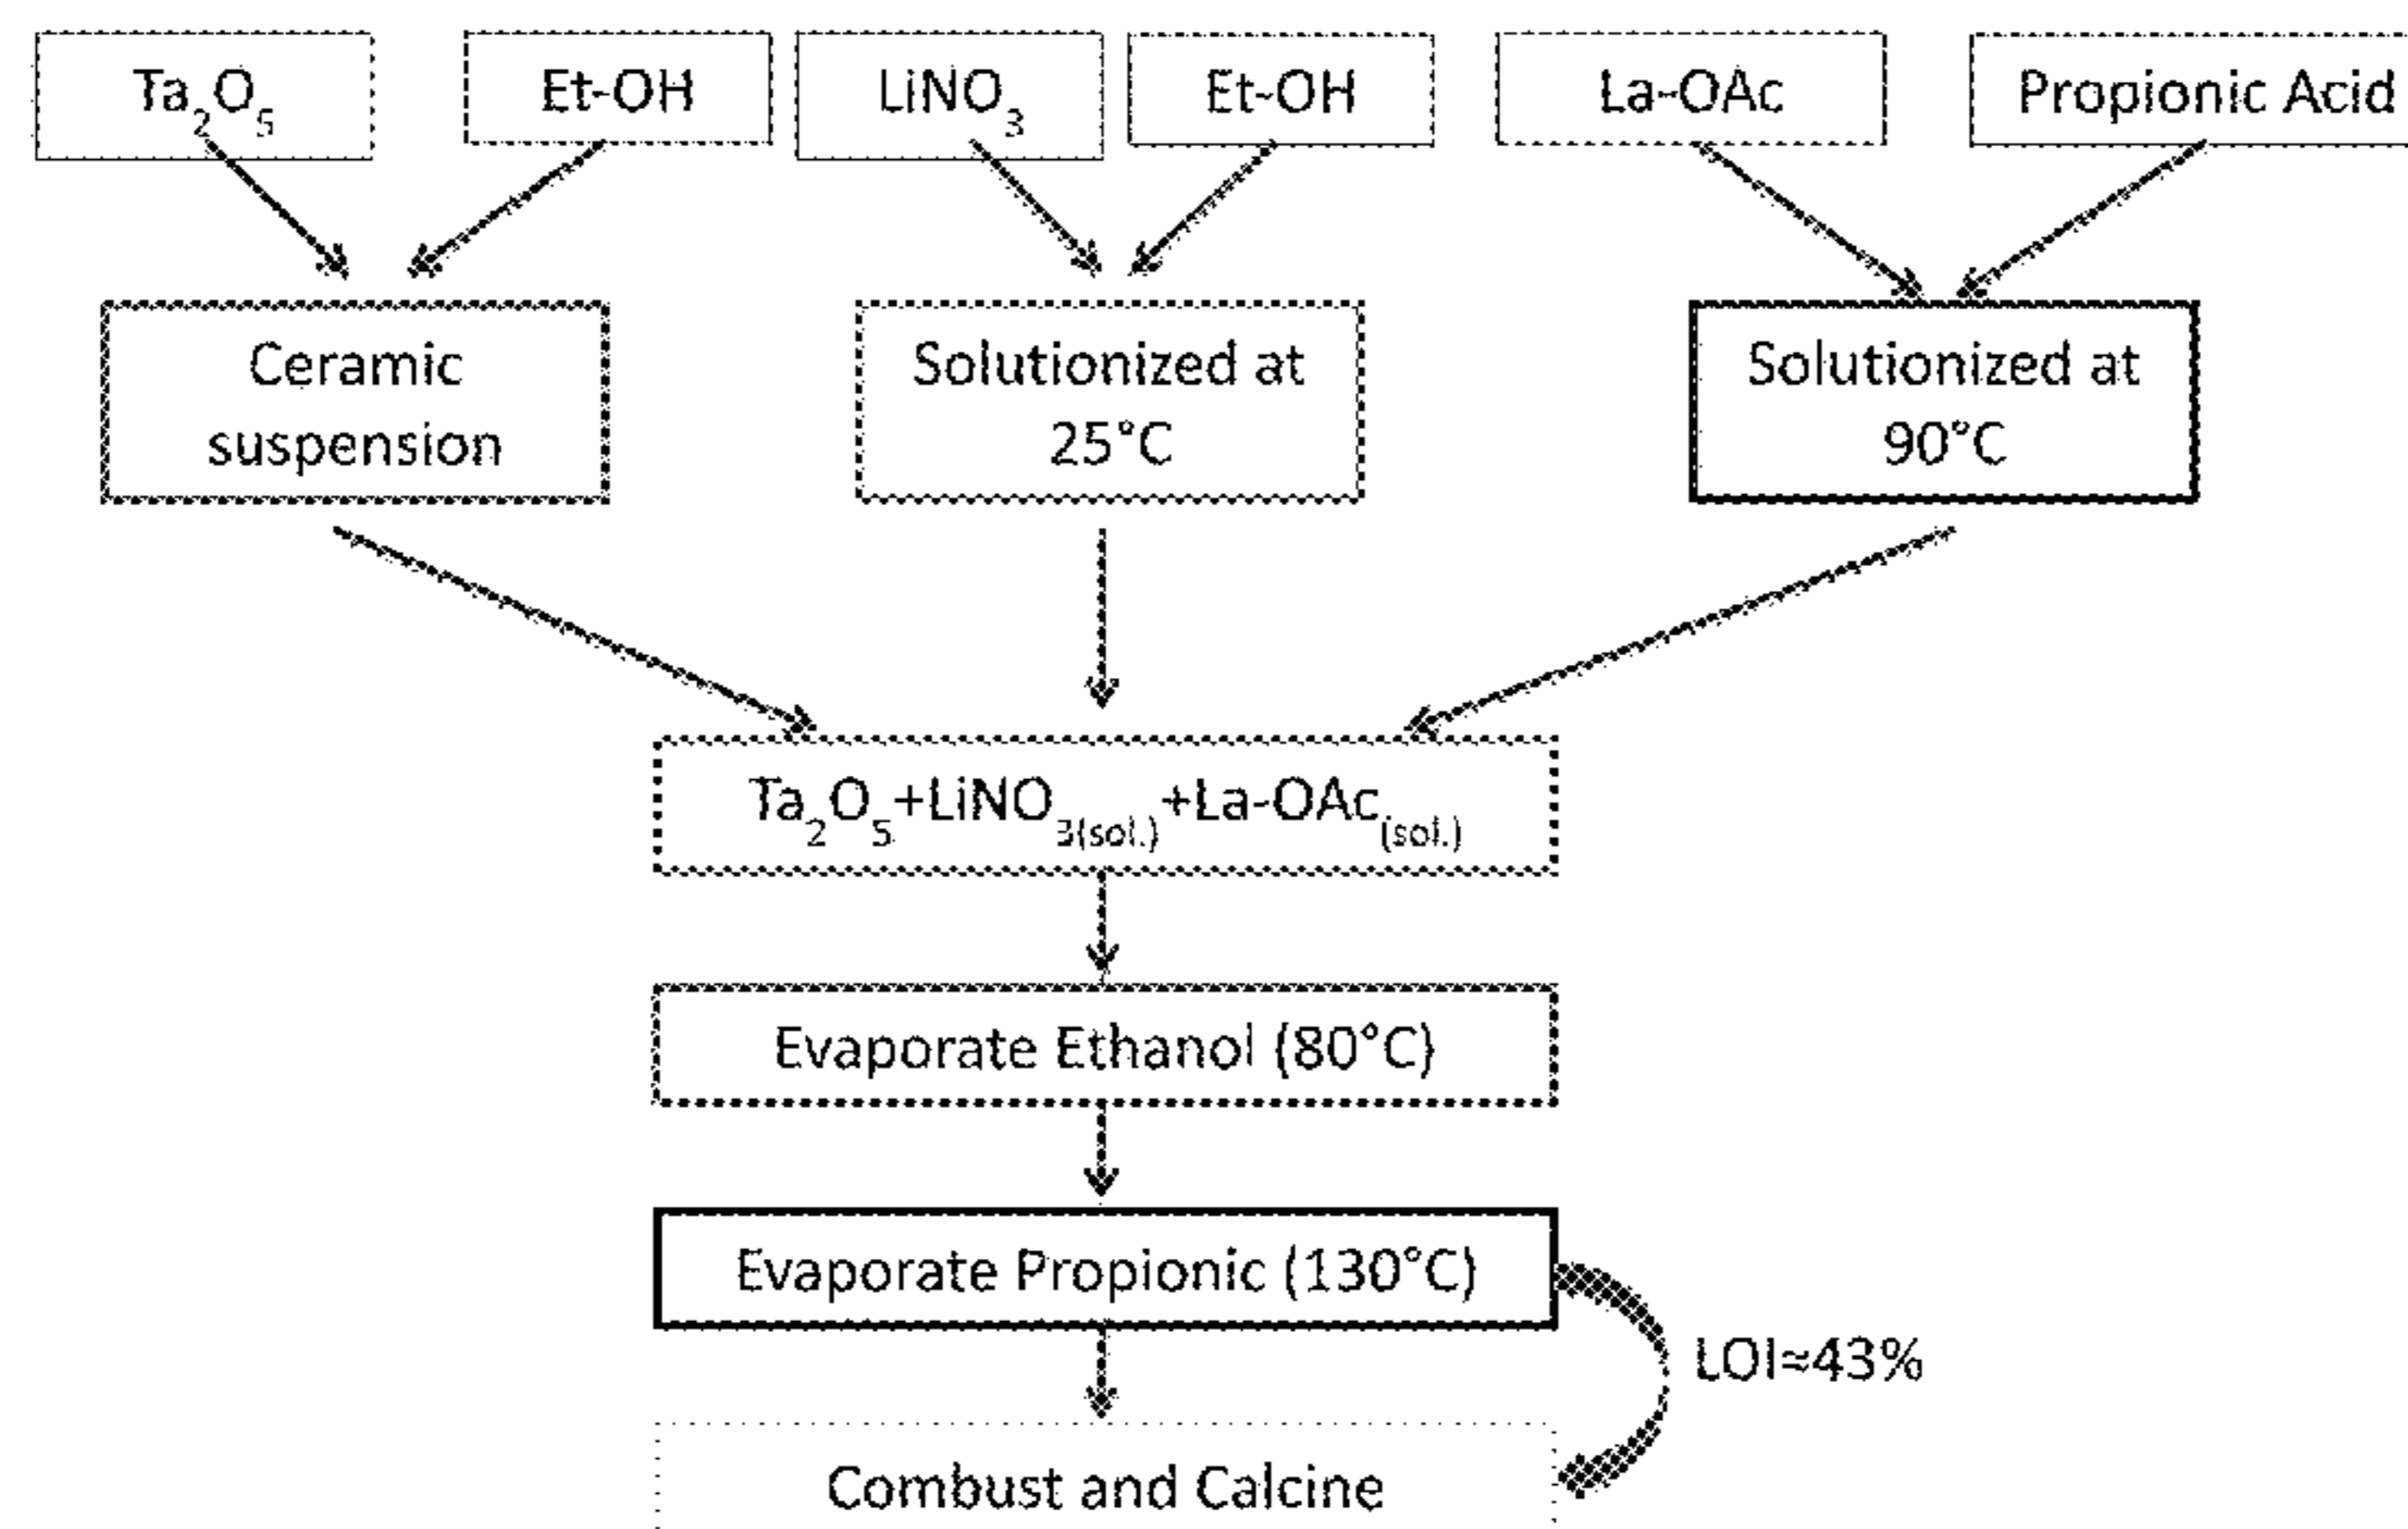 Ta₂O₅
Et-OH
LiNO₃
Et-OH
La-OAc
Propionic Acid
Ceramic
suspension
Solutionized at
25°C
Solutionized at
90°C
Ta₂O₅+LiNO₃(sol.)+La-OAc(sol.)
Evaporate Ethanol (80°C)
Evaporate Propionic (130°C)
LOI≈43%
Combust and Calcine